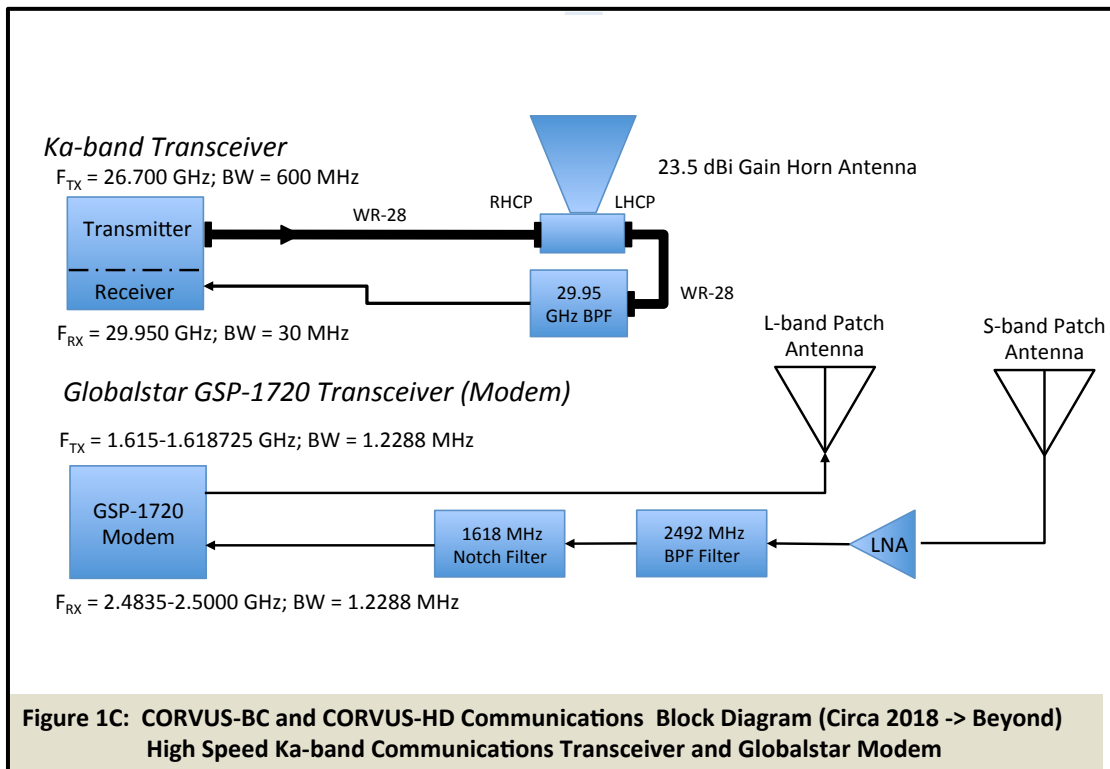 Ka-band Transceiver
F_TX = 26.700 GHz; BW = 600 MHz
23.5 dBi Gain Horn Antenna
RHCP
LHCP
WR-28
Transmitter
Receiver
29.95
GHz BPF
WR-28
F_RX = 29.950 GHz; BW = 30 MHz
L-band Patch
Antenna
S-band Patch
Antenna
Globalstar GSP-1720 Transceiver (Modem)
F_TX = 1.615-1.618725 GHz; BW = 1.2288 MHz
GSP-1720
Modem
1618 MHz
Notch Filter
2492 MHz
BPF Filter
LNA
F_RX = 2.4835-2.5000 GHz; BW = 1.2288 MHz
Figure 1C: CORVUS-BC and CORVUS-HD Communications Block Diagram (Circa 2018 -> Beyond)
High Speed Ka-band Communications Transceiver and Globalstar Modem